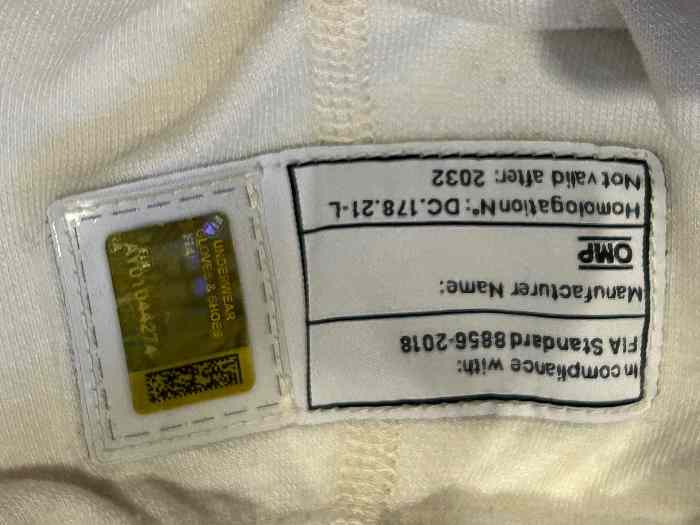 In compliance with:
FIA Standard 8856-2018
Manufacturer Name:
OMP
Homologation N°: DC.178.21-L
Not valid after: 2032
UNDERWEAR
GLOVES & SHOES